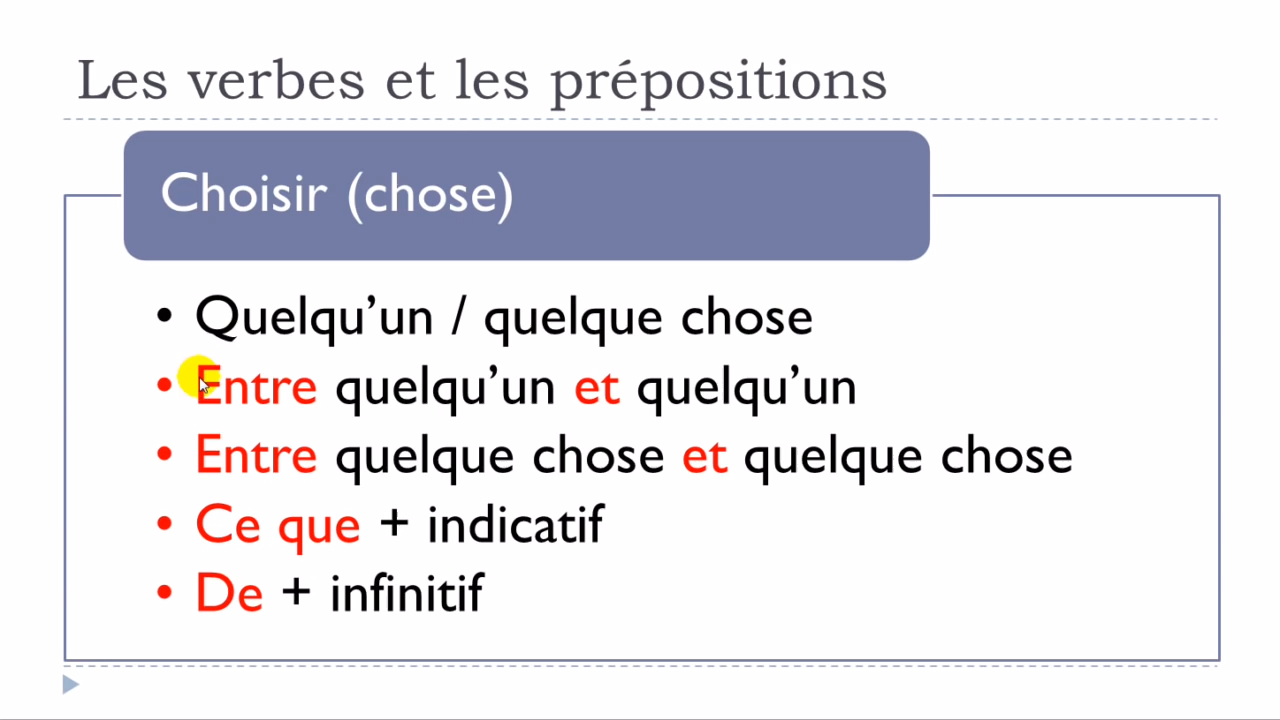 Les verbes et les prépositions
Choisir (chose)
• Quelqu’un / quelque chose
• Entre quelqu’un et quelqu’un
• Entre quelque chose et quelque chose
• Ce que + indicatif
• De + infinitif